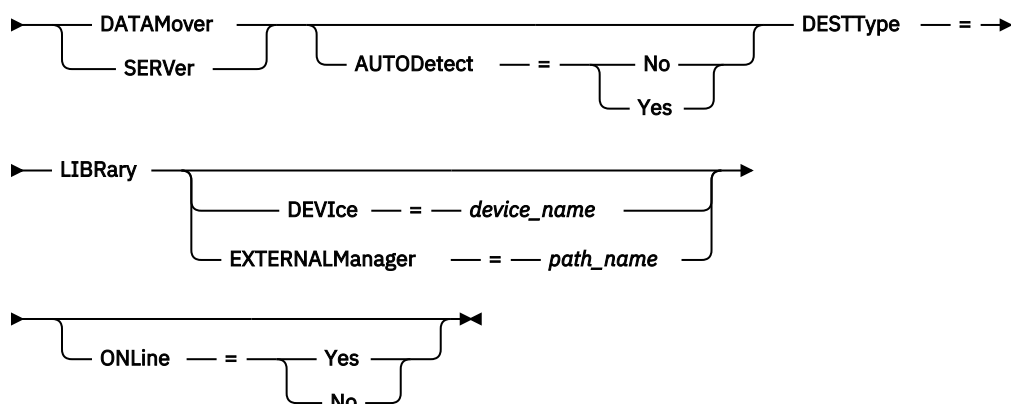 DATAMover DESTType =
SERVer AUTODetect = No
Yes
LIBRary
DEVIce = device_name
EXTERNALManager = path_name
ONLine = Yes
No